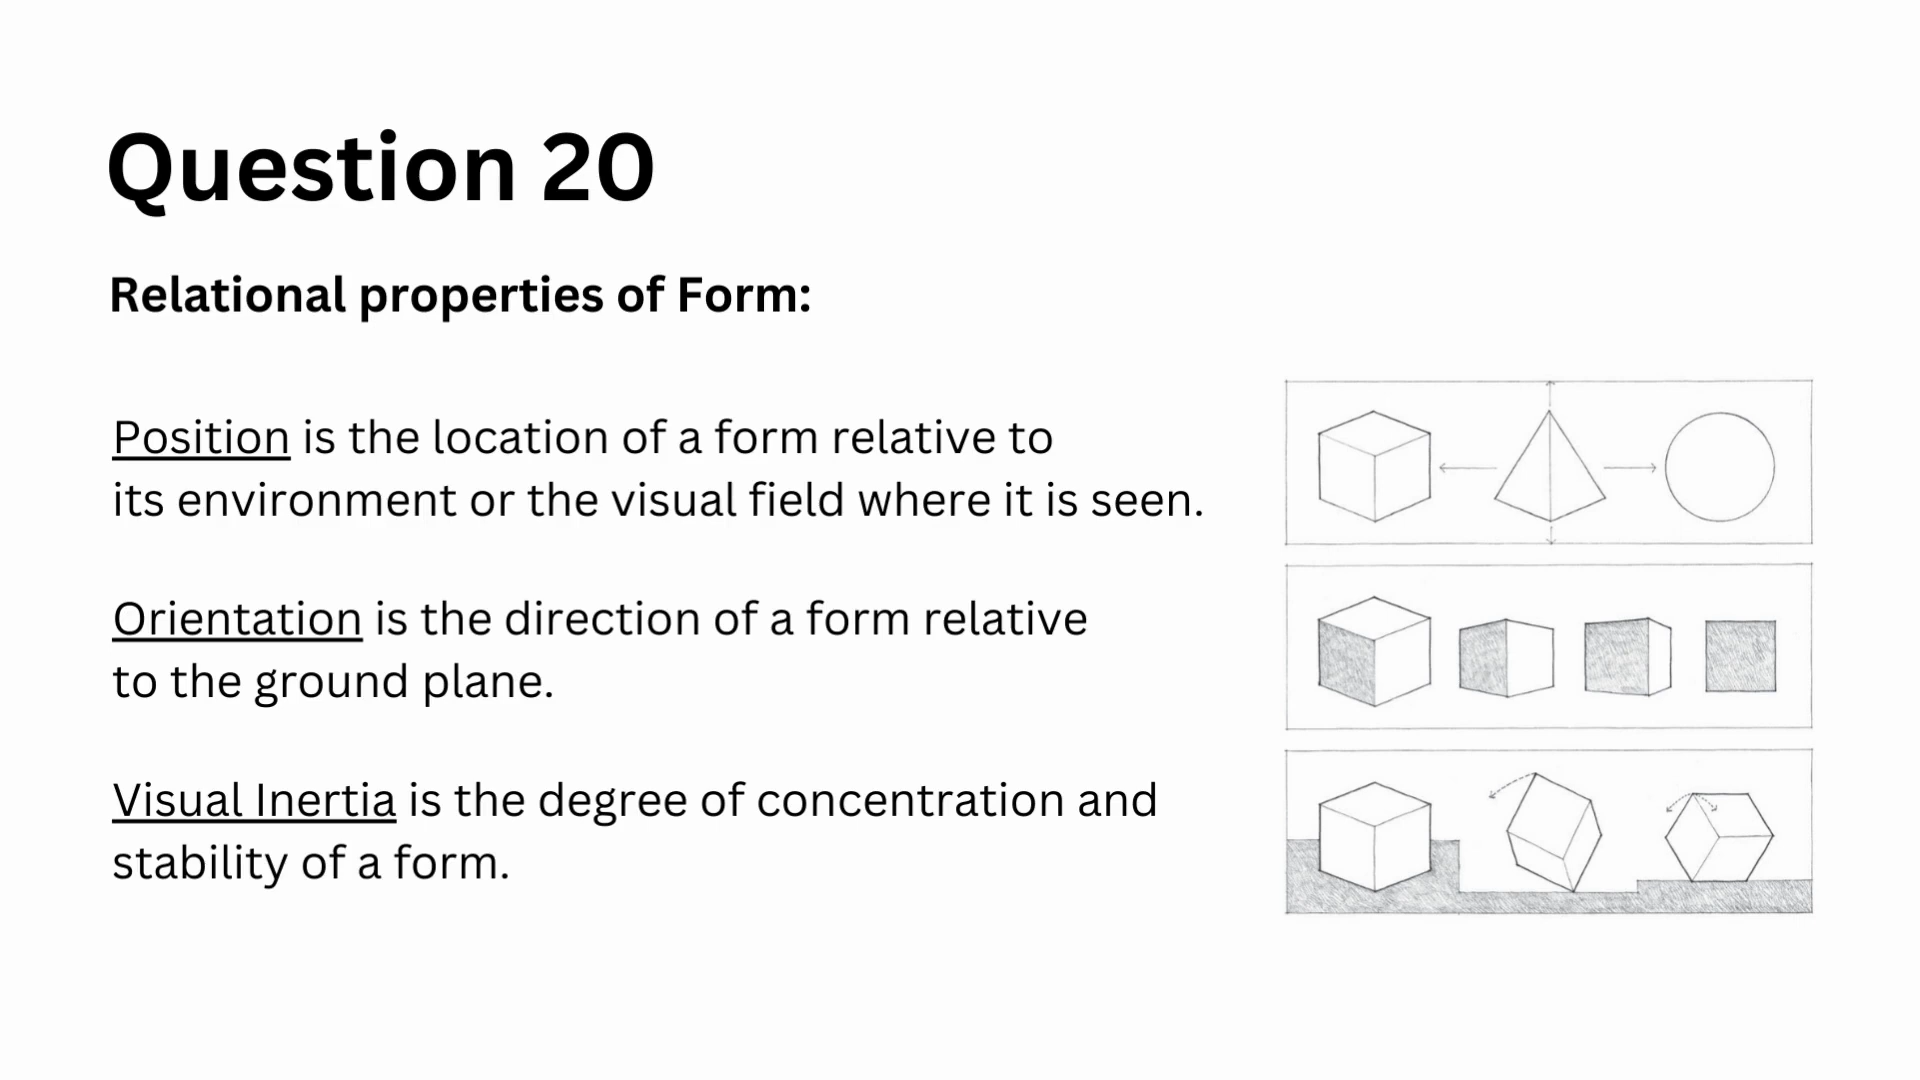 Question 20
Relational properties of Form:
Position is the location of a form relative to
its environment or the visual field where it is seen.
Orientation is the direction of a form relative
to the ground plane.
Visual Inertia is the degree of concentration and
stability of a form.